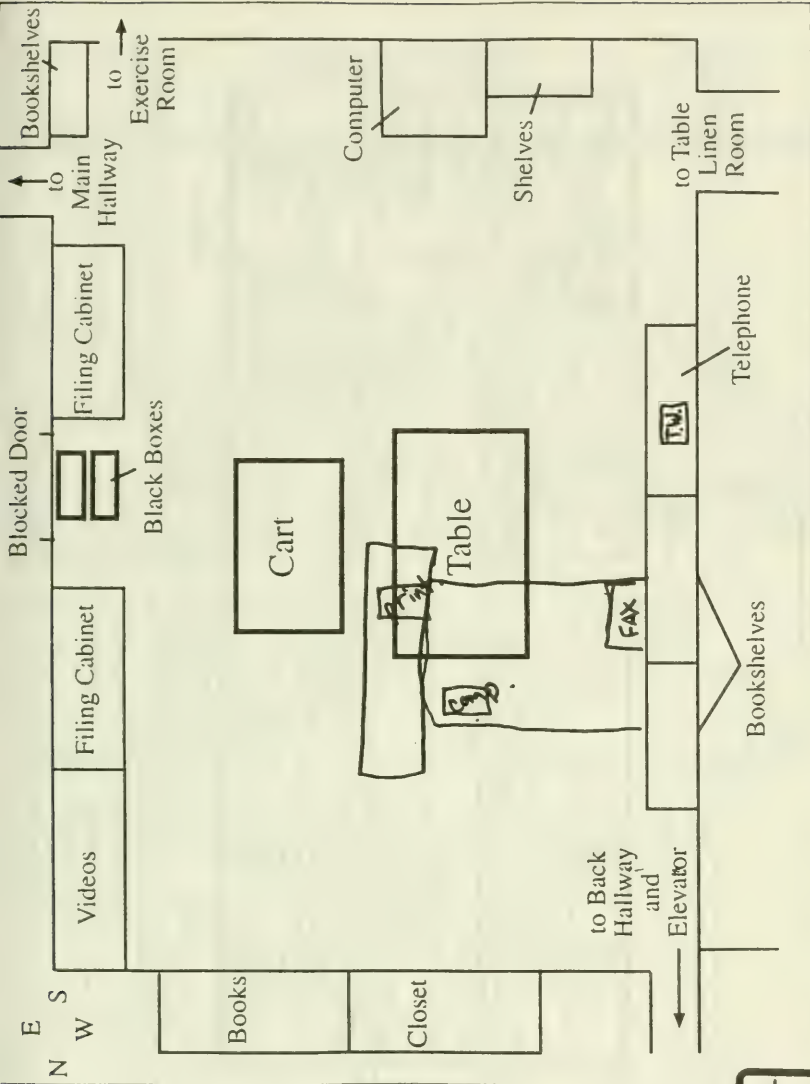 Bookshelves
to
Exercise
Room
to
Main
Hallway
Blocked Door
Filing Cabinet
Black Boxes
Filing Cabinet
Videos
E
N S
W
Computer
Shelves
Cart
Table
Print
Comp.
FAX
Books
Closet
to Table
Linen
Room
T.W.
Telephone
Bookshelves
to Back
Hallway
and
Elevator